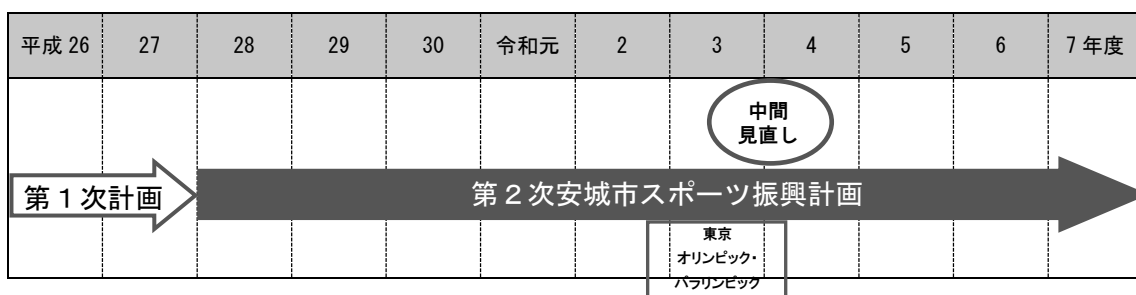 平成26 27 28 29 30 令和元 2 3 4 5 6 7年度
中間
見直し
第1次計画
第2次安城市スポーツ振興計画
東京
オリンピック・
パラリンピック